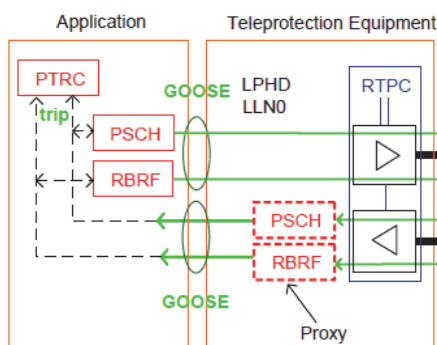 Application
Teleprotection Equipment
PTRC
GOOSE
LPHD
LLN0
RTPC
trip
PSCH
RBRF
PSCH
RBRF
GOOSE
Proxy